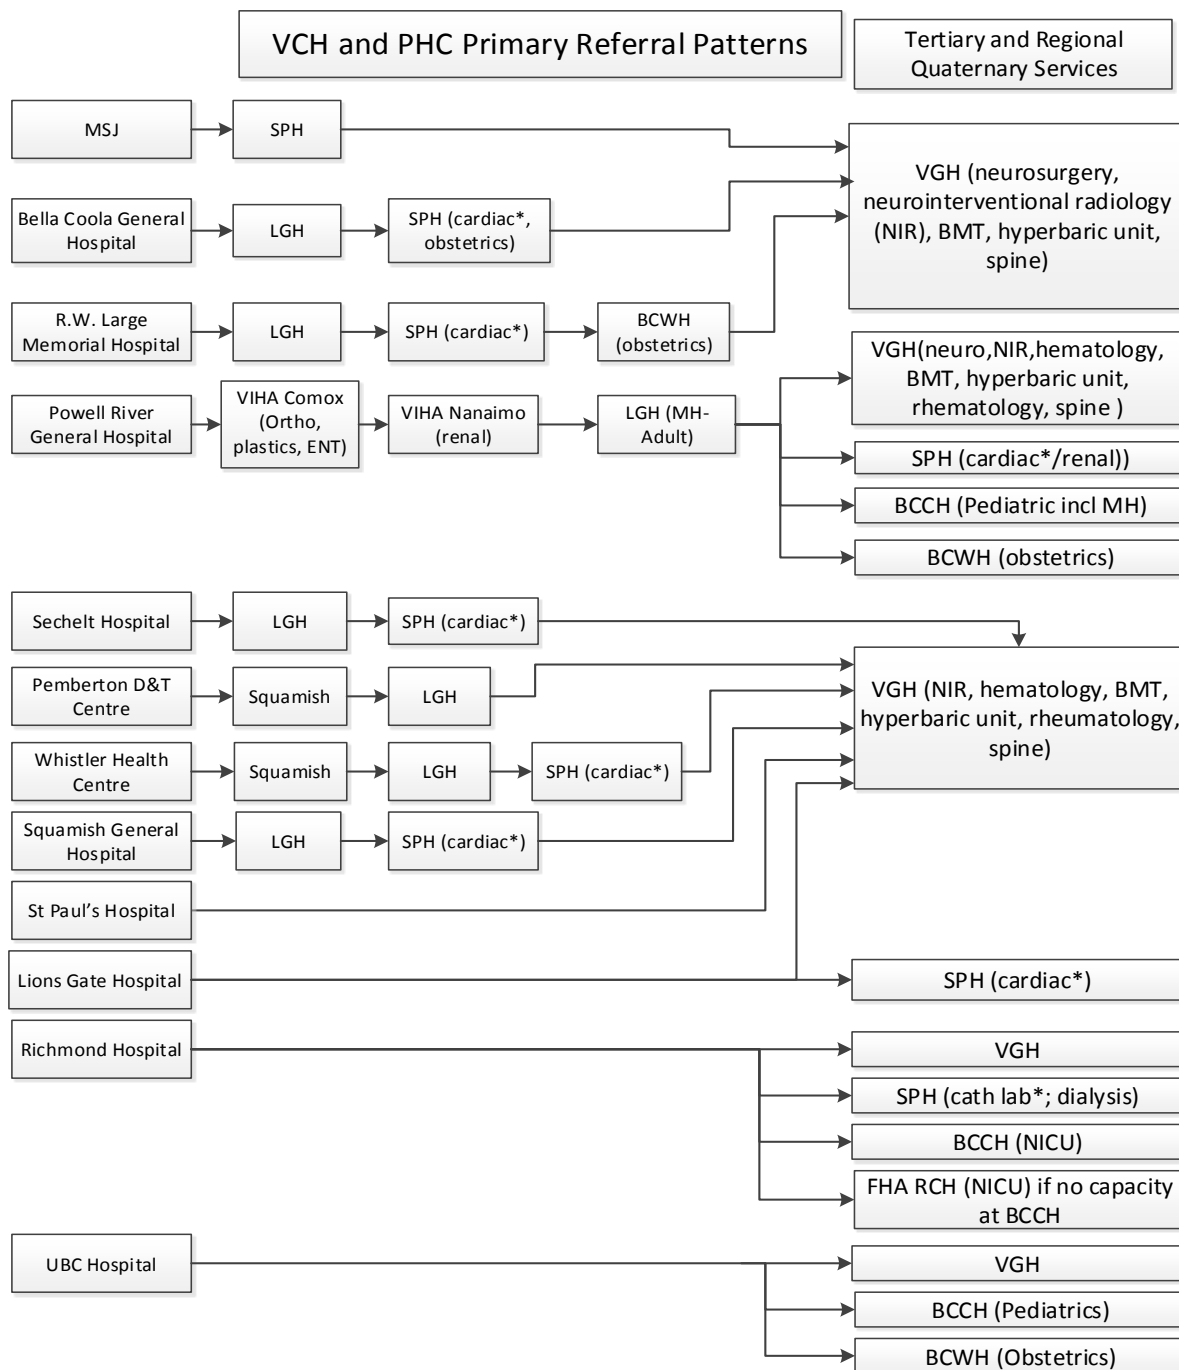 VCH and PHC Primary Referral Patterns
Tertiary and Regional
Quaternary Services
MSJ
SPH
VGH (neurosurgery,
neurointerventional radiology
(NIR), BMT, hyperbaric unit,
spine)
Bella Coola General
Hospital
LGH
SPH (cardiac*,
obstetrics)
R.W. Large
Memorial Hospital
LGH
SPH (cardiac*)
BCWH
(obstetrics)
Powell River
General Hospital
VIHA Comox
(Ortho,
plastics, ENT)
VIHA Nanaimo
(renal)
LGH (MH-
Adult)
VGH(neuro,NIR,hematology,
BMT, hyperbaric unit,
rhematology, spine )
SPH (cardiac*/renal))
BCCH (Pediatric incl MH)
BCWH (obstetrics)
Sechelt Hospital
LGH
SPH (cardiac*)
VGH (NIR, hematology, BMT,
hyperbaric unit, rheumatology,
spine)
Pemberton D&T
Centre
Squamish
LGH
Whistler Health
Centre
Squamish
LGH
SPH (cardiac*)
Squamish General
Hospital
LGH
SPH (cardiac*)
St Paul’s Hospital
Lions Gate Hospital
SPH (cardiac*)
Richmond Hospital
VGH
SPH (cath lab*; dialysis)
BCCH (NICU)
FHA RCH (NICU) if no capacity
at BCCH
UBC Hospital
VGH
BCCH (Pediatrics)
BCWH (Obstetrics)